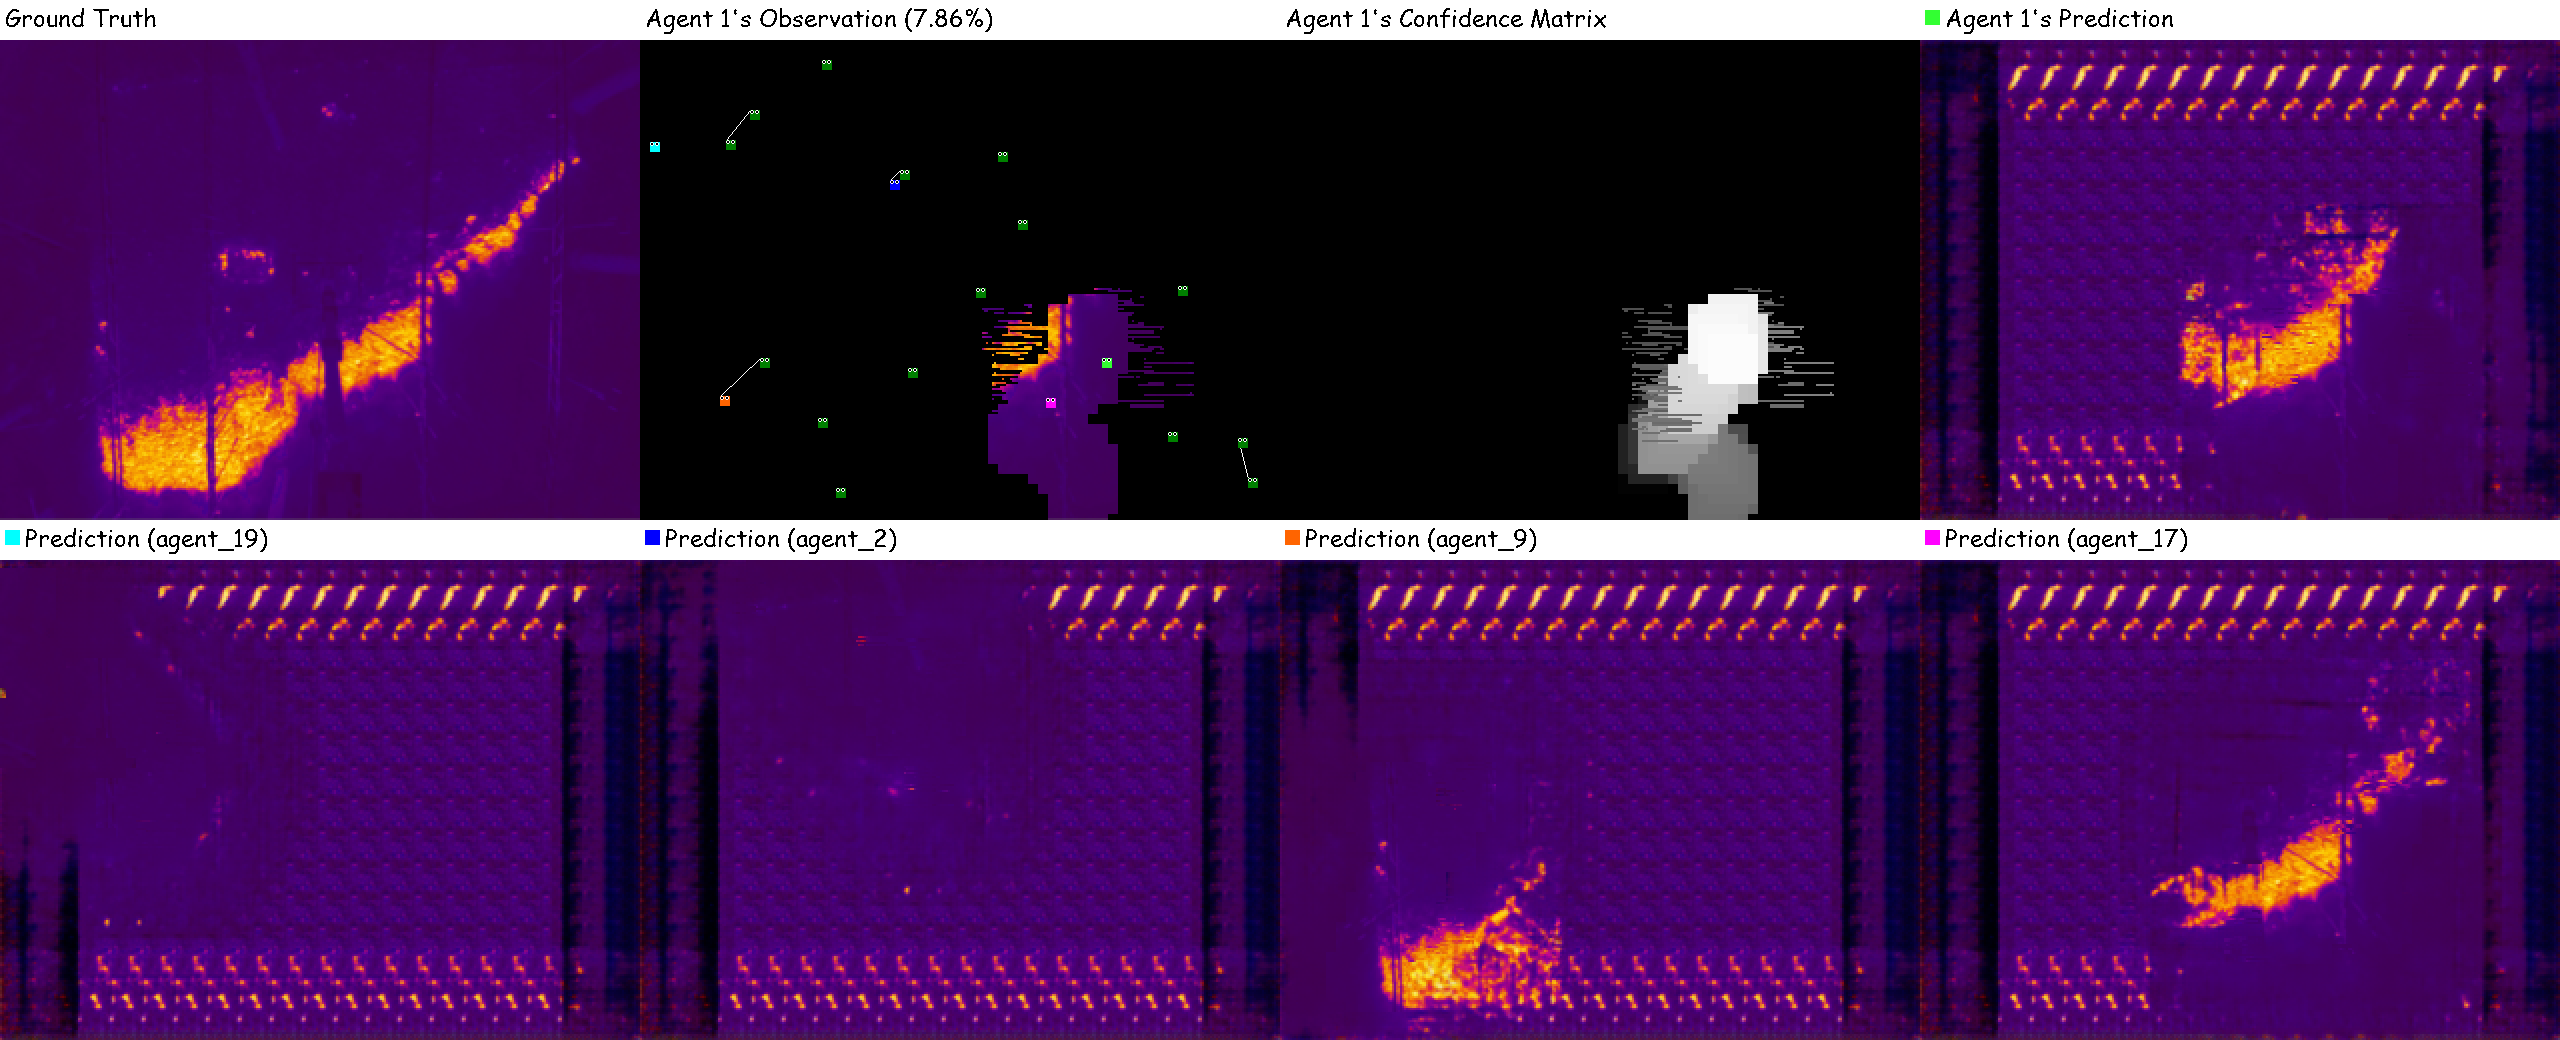 Ground Truth
Agent 1's Observation (7.86%)
Agent 1's Confidence Matrix
Agent 1's Prediction
Prediction (agent_19)
Prediction (agent_2)
Prediction (agent_9)
Prediction (agent_17)